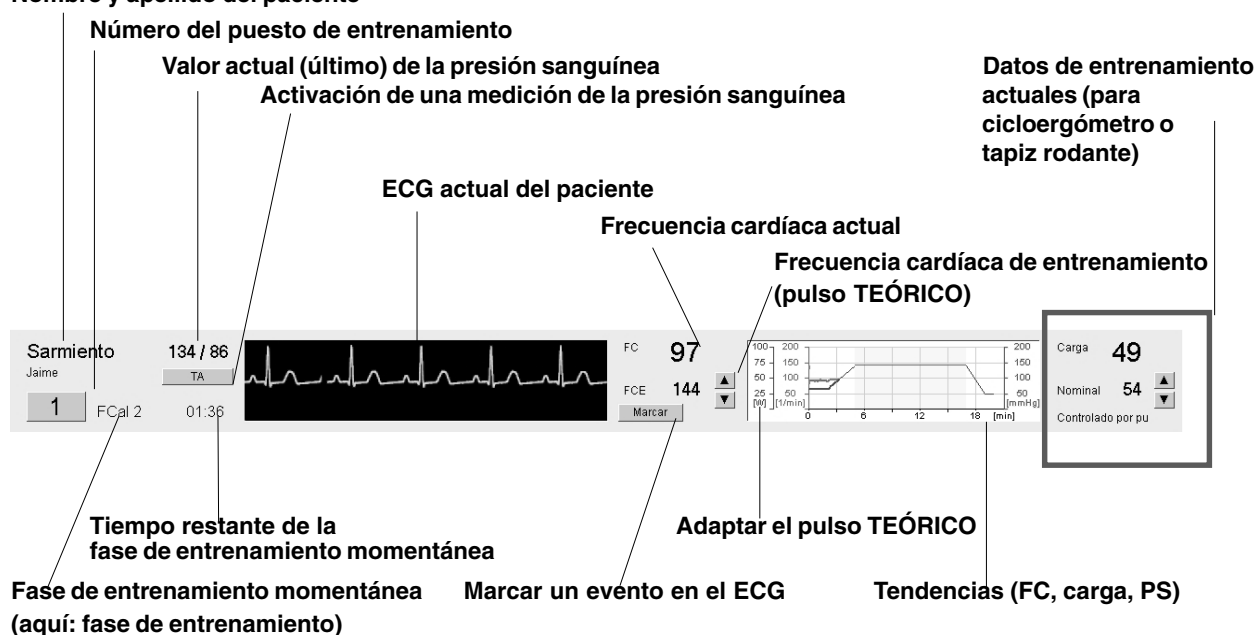 Nombre y apellido del paciente
Número del puesto de entrenamiento
Valor actual (último) de la presión sanguínea
Activación de una medición de la presión sanguínea
Datos de entrenamiento
actuales (para
cicloergómetro o
tapiz rodante)
ECG actual del paciente
Frecuencia cardíaca actual
Frecuencia cardíaca de entrenamiento
(pulso TEÓRICO)
Sarmiento
Jaime
134 / 86
TA
1
FCal 2
01:36
FC 97
FCE 144
Marcar
100 200
75 150
50 100
25 50
[W] [1/min]
0 6 12 18 [min]
200
150
100
50
[mmHg]
Carga 49
Nominal 54
Controlado por pu
Tiempo restante de la
fase de entrenamiento momentánea
Adaptar el pulso TEÓRICO
Fase de entrenamiento momentánea
(aquí: fase de entrenamiento)
Marcar un evento en el ECG
Tendencias (FC, carga, PS)